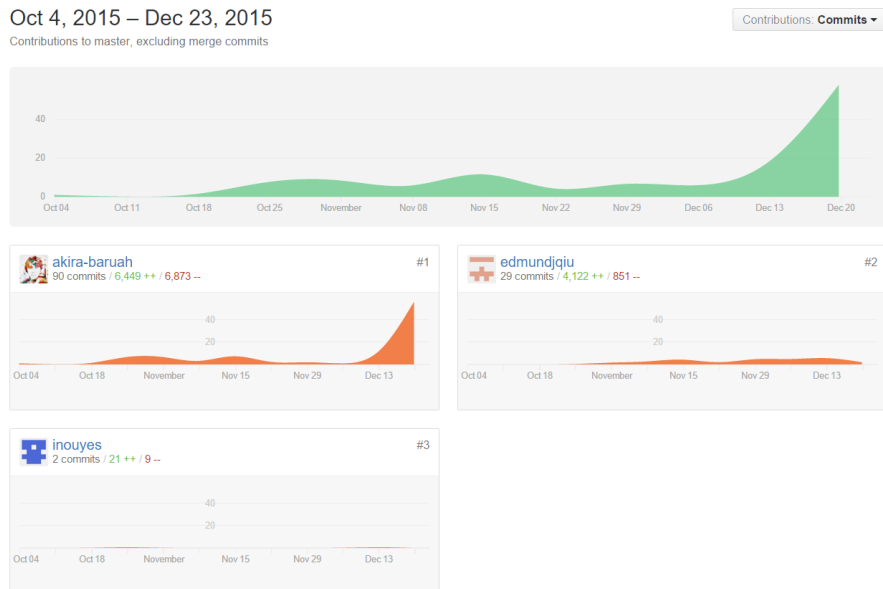 Oct 4, 2015 – Dec 23, 2015
Contributions: Commits
Contributions to master, excluding merge commits
40
20
0
Oct 04 Oct 11 Oct 18 Oct 25 November Nov 08 Nov 15 Nov 22 Nov 29 Dec 06 Dec 13 Dec 20
akira-baruah #1
90 commits / 6,449 ++ / 6,873 --
40
20
Oct 04 Oct 18 November Nov 15 Nov 29 Dec 13
edmundjqiu #2
29 commits / 4,122 ++ / 851 --
40
20
Oct 04 Oct 18 November Nov 15 Nov 29 Dec 13
inouyes #3
2 commits / 21 ++ / 9 --
40
20
Oct 04 Oct 18 November Nov 15 Nov 29 Dec 13